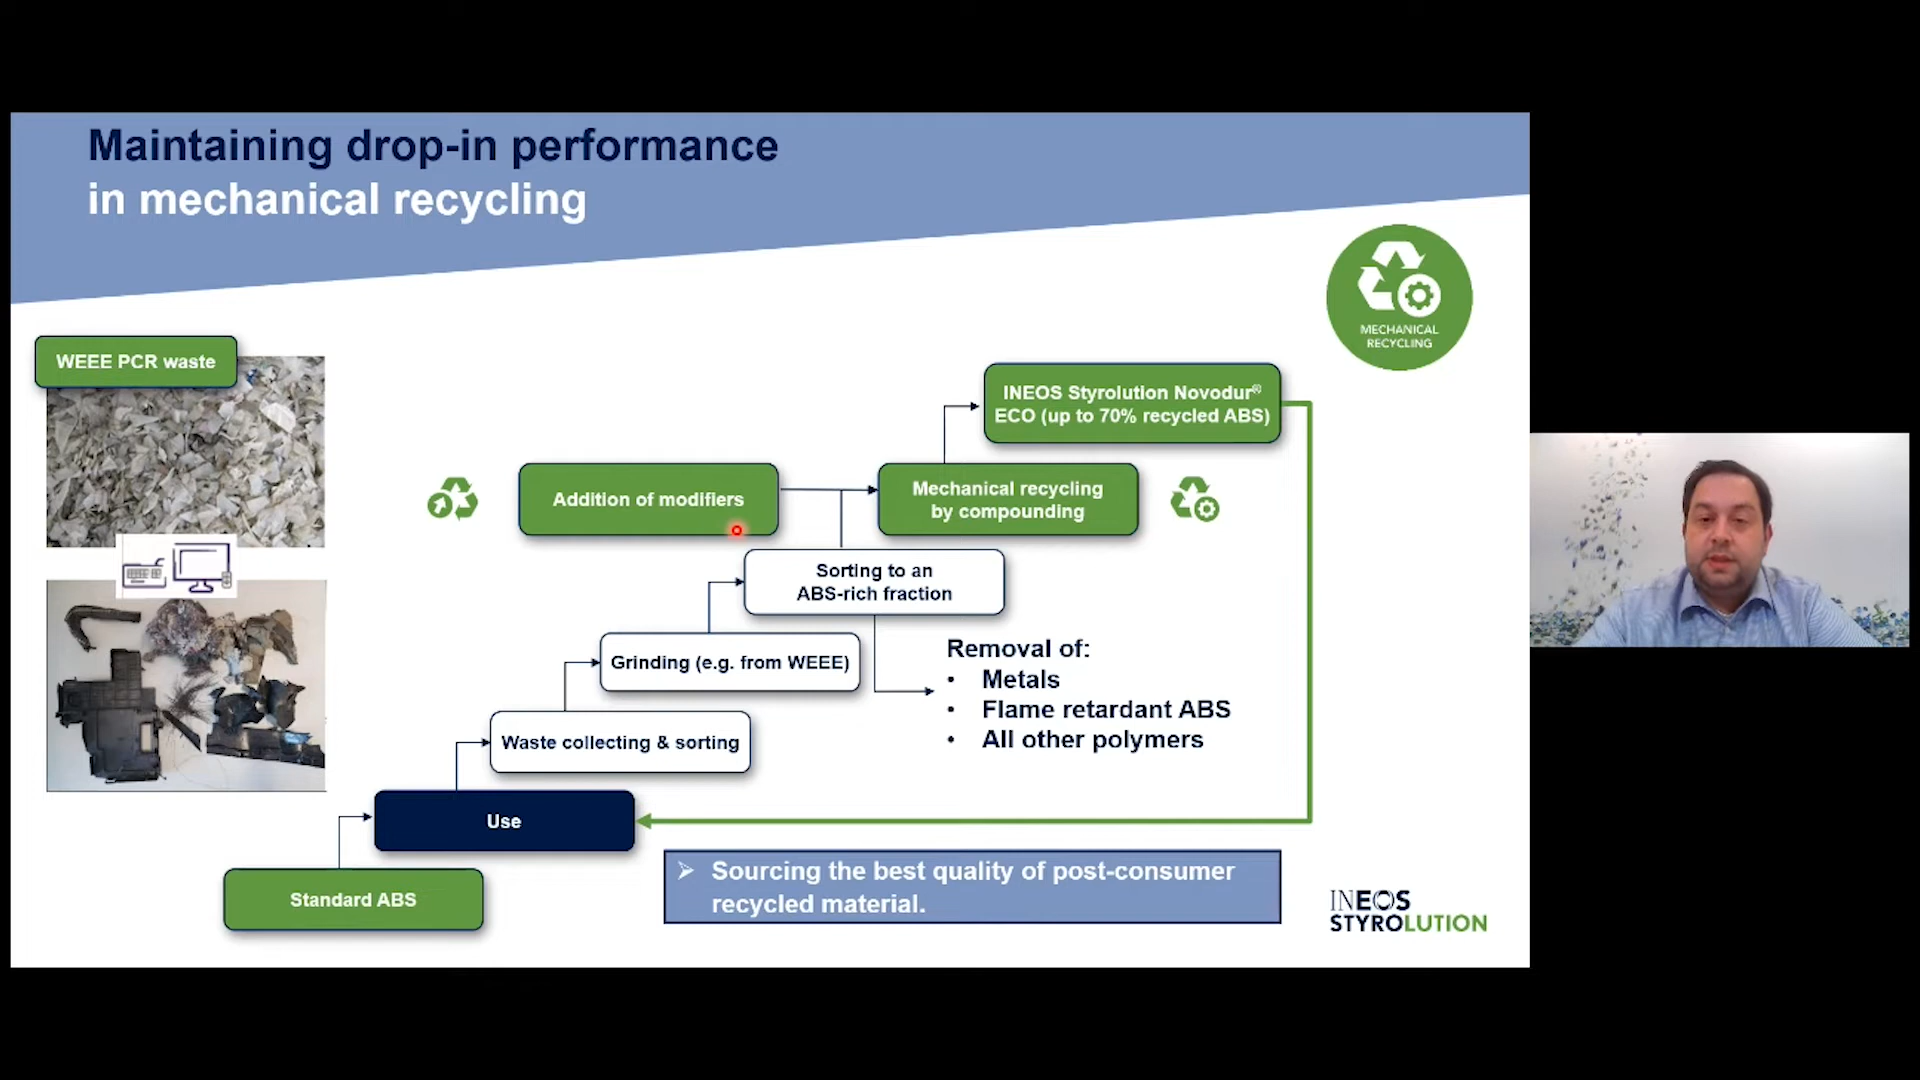 Maintaining drop-in performance
in mechanical recycling
MECHANICAL
RECYCLING
WEEE PCR waste
INEOS Styrolution Novodur®
ECO (up to 70% recycled ABS)
Addition of modifiers
Mechanical recycling
by compounding
Sorting to an
ABS-rich fraction
Grinding (e.g. from WEEE)
Removal of:
• Metals
• Flame retardant ABS
• All other polymers
Waste collecting & sorting
Use
Standard ABS
➢ Sourcing the best quality of post-consumer
recycled material.
INEOS
STYROLUTION